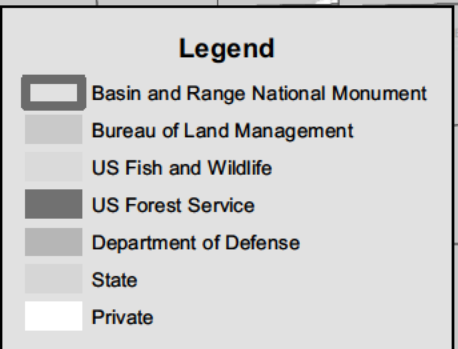 Legend
Basin and Range National Monument
Bureau of Land Management
US Fish and Wildlife
US Forest Service
Department of Defense
State
Private